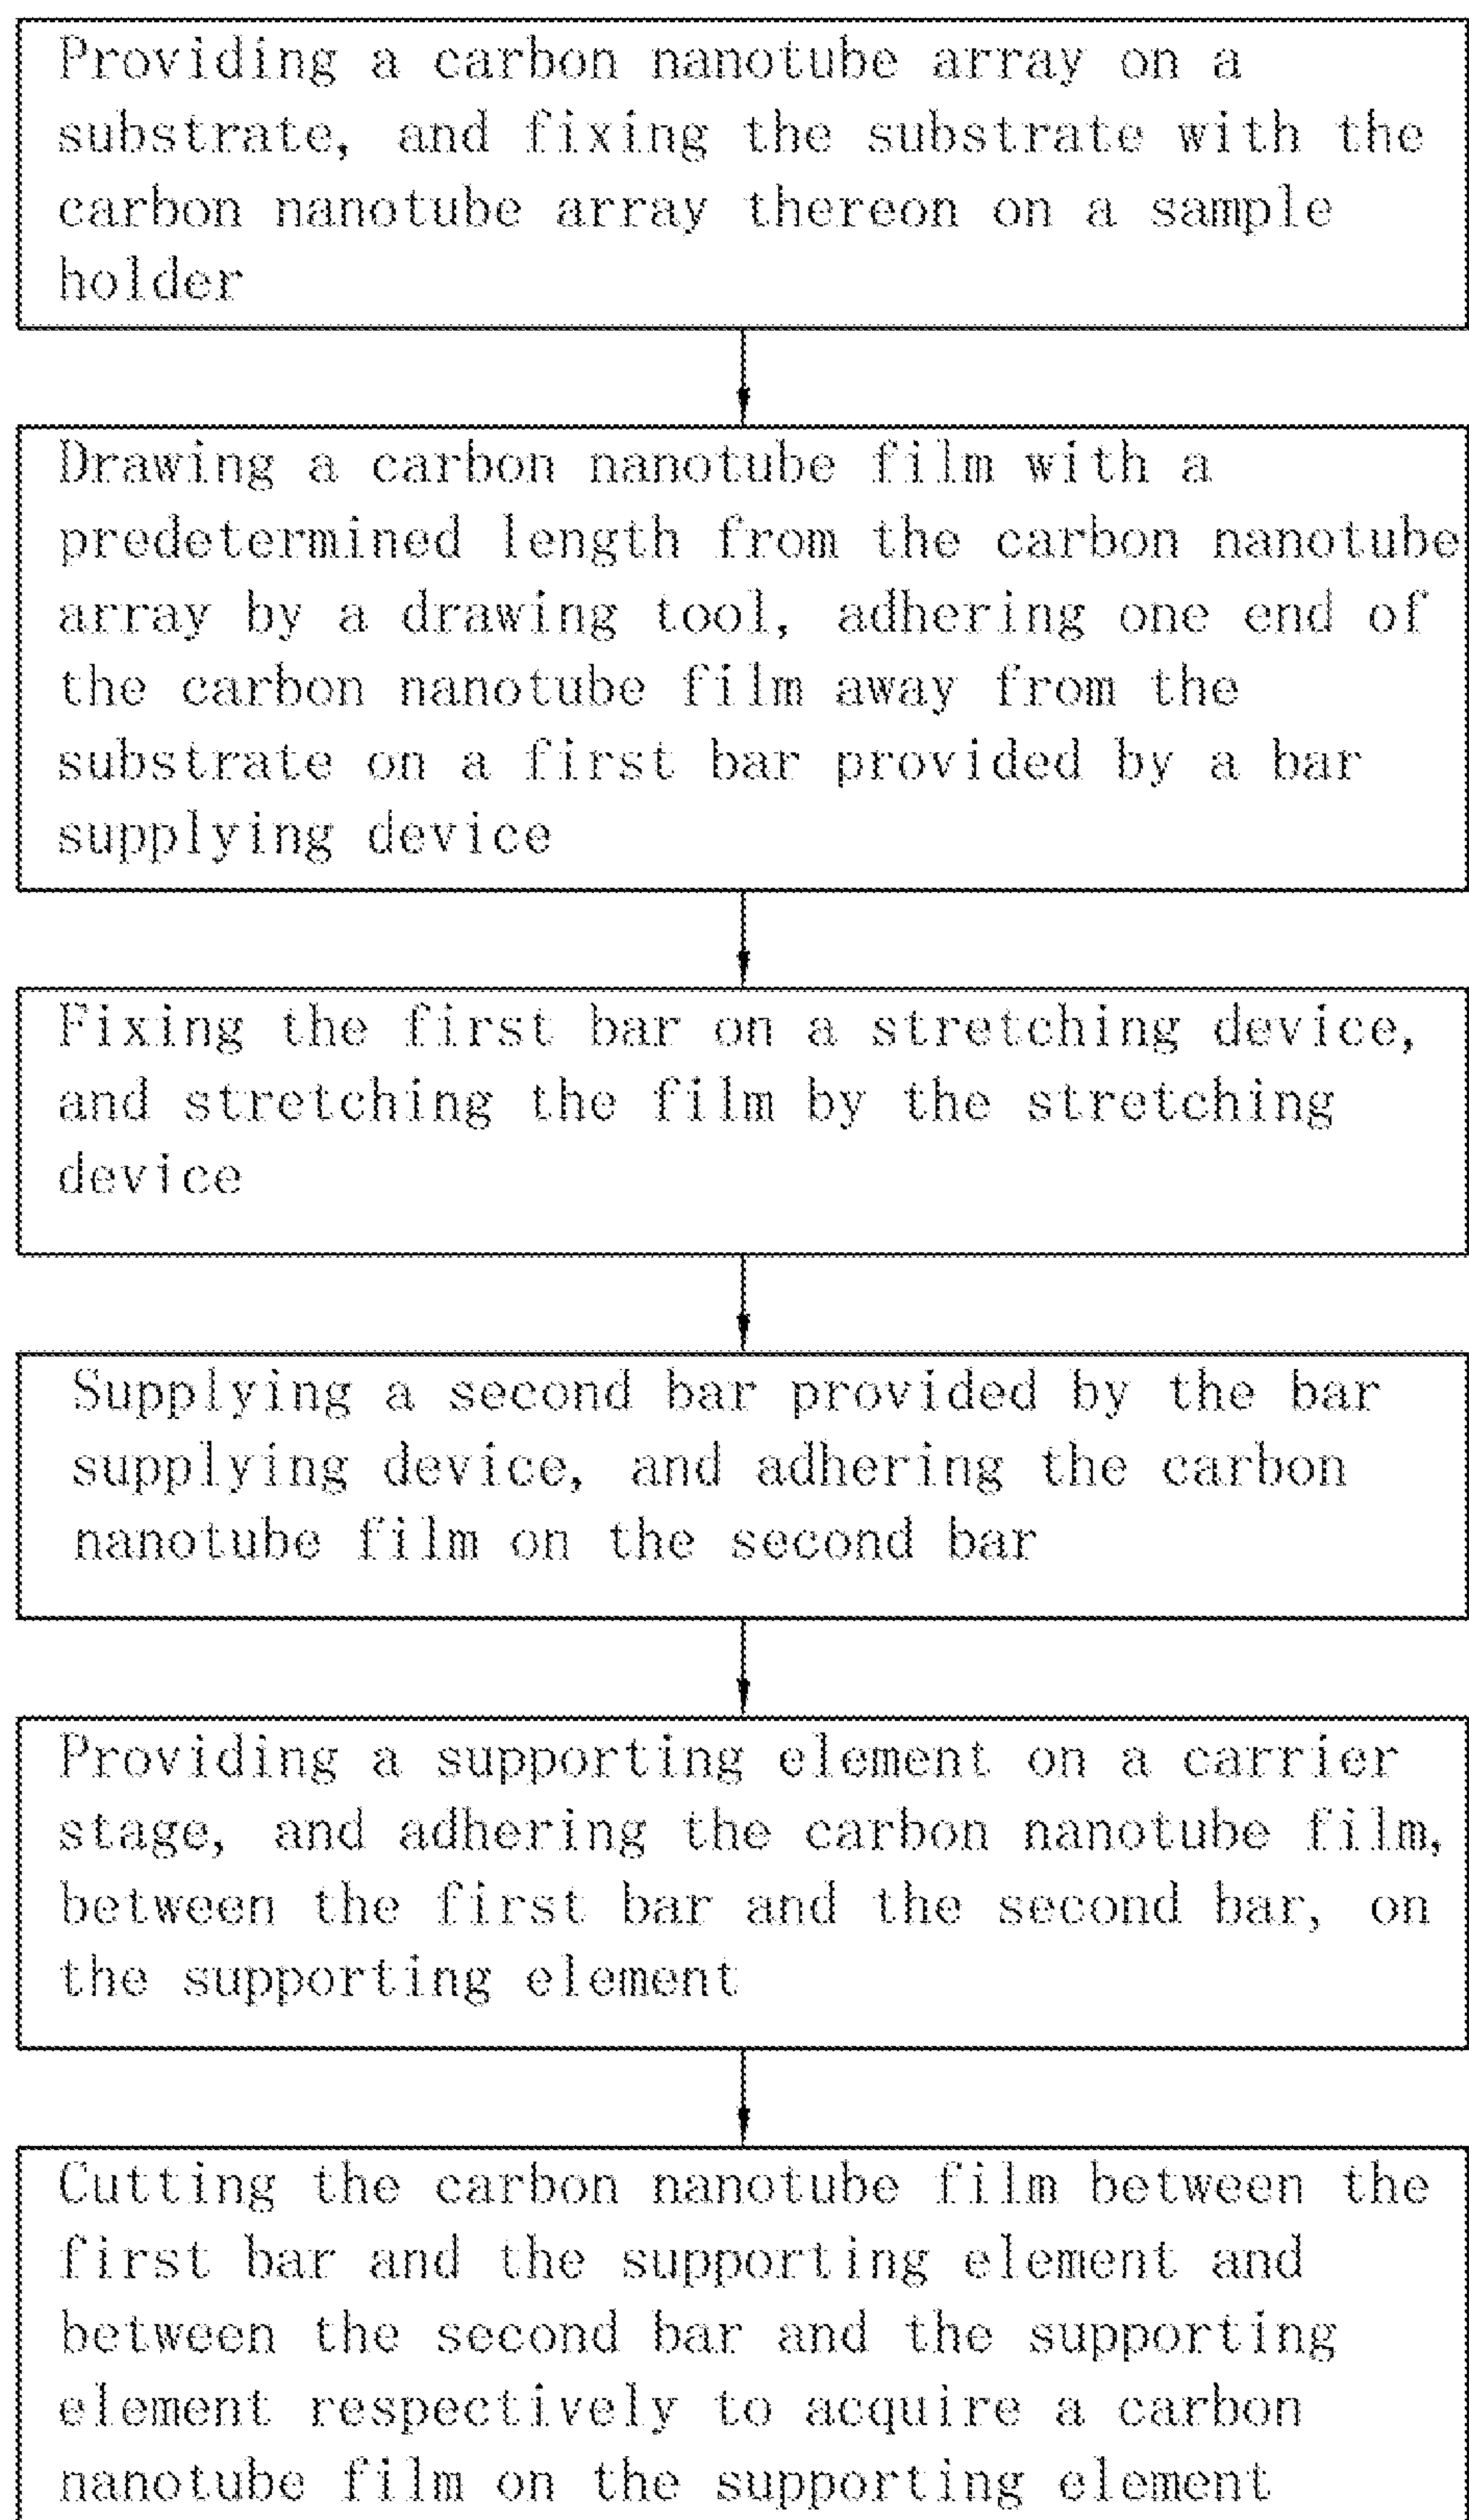 Providing a carbon nanotube array on a
substrate, and fixing the substrate with the
carbon nanotube array thereon on a sample
holder
Drawing a carbon nanotube film with a
predetermined length from the carbon nanotube
array by a drawing tool, adhering one end of
the carbon nanotube film away from the
substrate on a first bar provided by a bar
supplying device
Fixing the first bar on a stretching device,
and stretching the film by the stretching
device
Supplying a second bar provided by the bar
supplying device, and adhering the carbon
nanotube film on the second bar
Providing a supporting element on a carrier
stage, and adhering the carbon nanotube film,
between the first bar and the second bar, on
the supporting element
Cutting the carbon nanotube film between the
first bar and the supporting element and
between the second bar and the supporting
element respectively to acquire a carbon
nanotube film on the supporting element